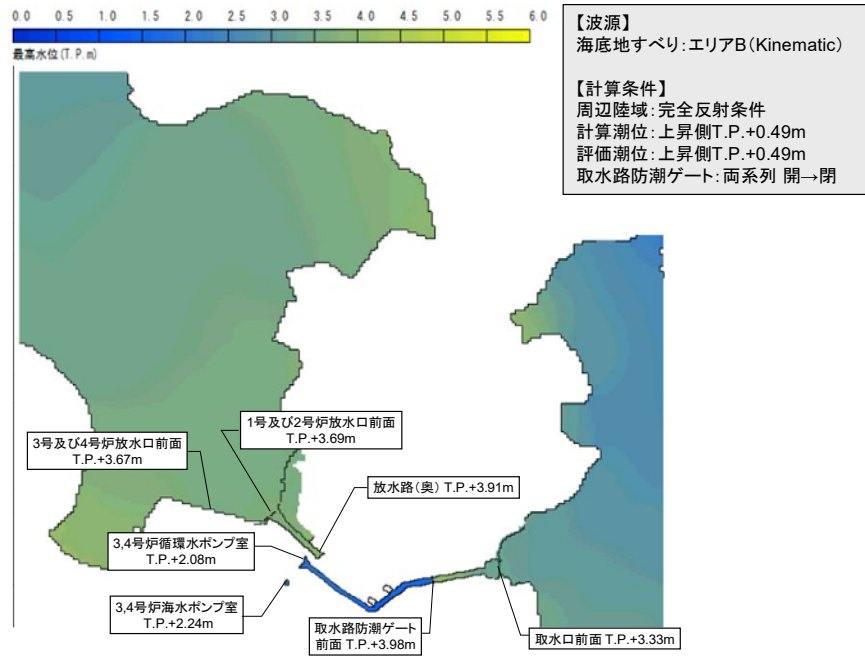 0.0 0.5 1.0 1.5 2.0 2.5 3.0 3.5 4.0 4.5 5.0 5.5 6.0
最高水位(T.P.m)
【波源】
海底地すべり:エリアB(Kinematic)
【計算条件】
周辺陸域:完全反射条件
計算潮位:上昇側T.P.+0.49m
評価潮位:上昇側T.P.+0.49m
取水路防潮ゲート:両系列 開→閉
1号及び2号炉放水口前面
T.P.+3.69m
3号及び4号炉放水口前面
T.P.+3.67m
放水路(奥) T.P.+3.91m
3,4号炉循環水ポンプ室
T.P.+2.08m
3,4号炉海水ポンプ室
T.P.+2.24m
取水路防潮ゲート
前面 T.P.+3.98m
取水口前面 T.P.+3.33m